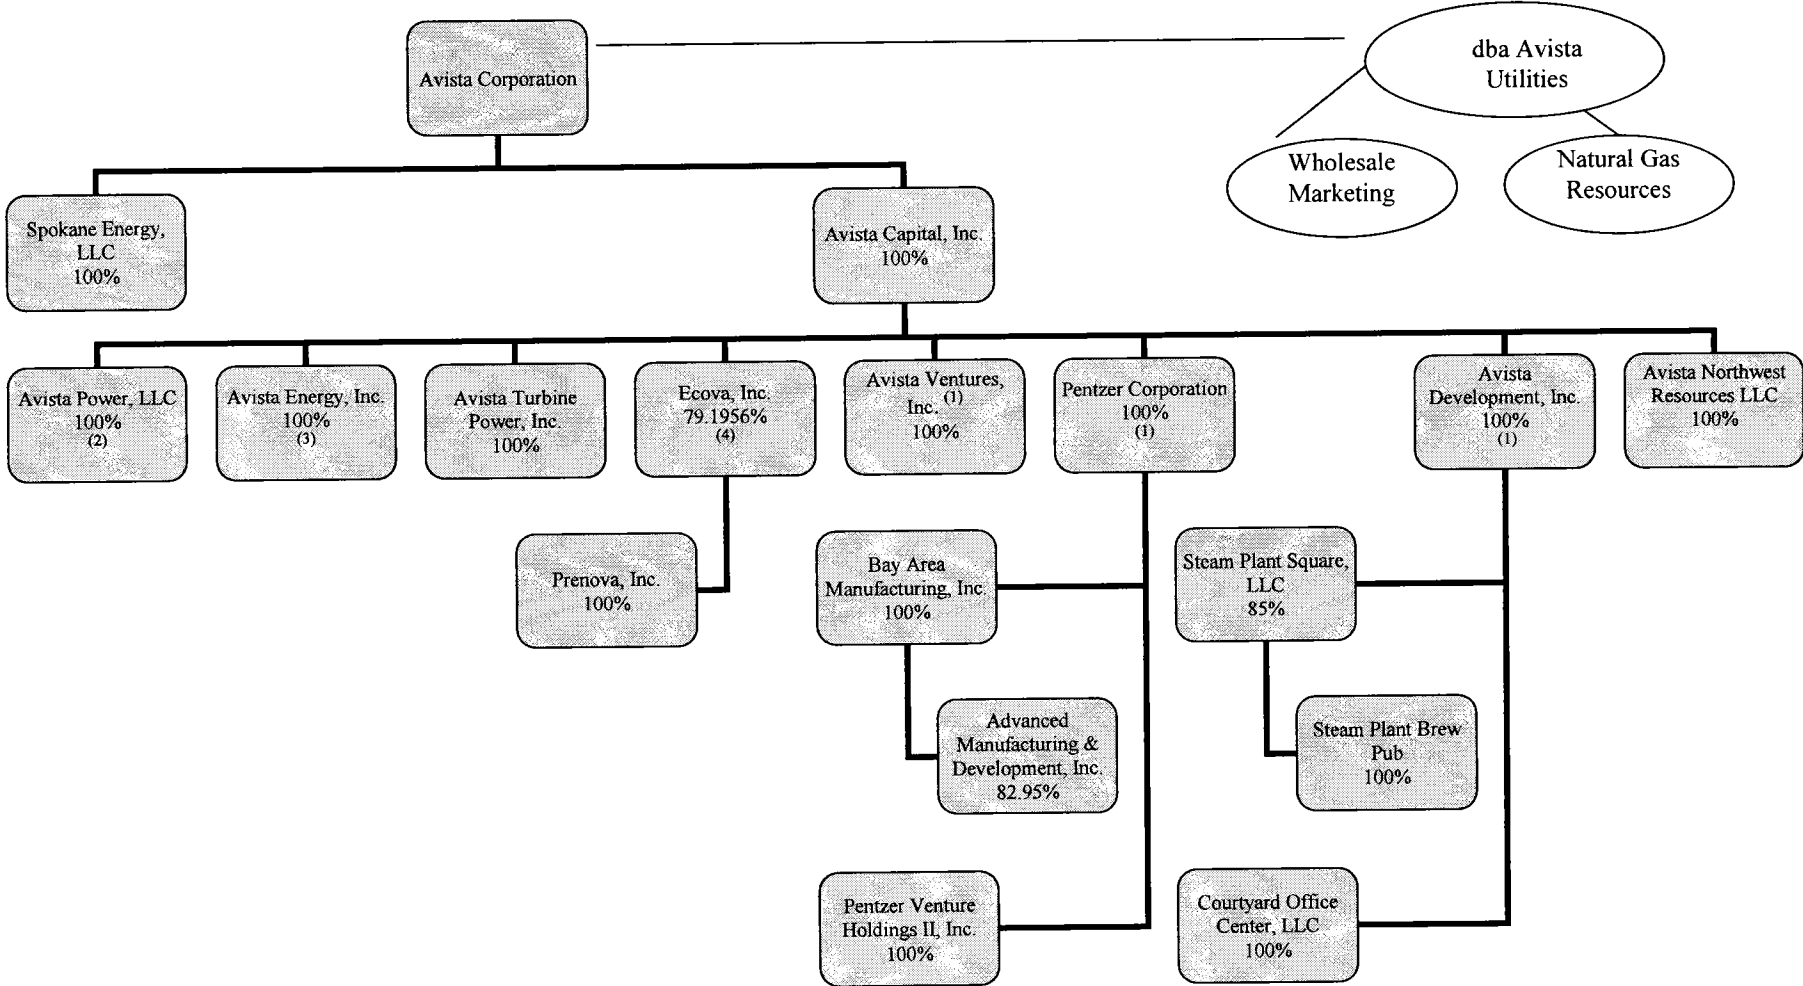 Avista Corporation
dba Avista
Utilities
Wholesale
Marketing
Natural Gas
Resources
Spokane Energy,
LLC
100%
Avista Capital, Inc.
100%
Avista Power, LLC
100%
(2)
Avista Energy, Inc.
100%
(3)
Avista Turbine
Power, Inc.
100%
Ecova, Inc.
79.1956%
(4)
Avista Ventures,
Inc. (1)
100%
Pentzer Corporation
100%
(1)
Avista
Development, Inc.
100%
(1)
Avista Northwest
Resources LLC
100%
Prenova, Inc.
100%
Bay Area
Manufacturing, Inc.
100%
Steam Plant Square,
LLC
85%
Advanced
Manufacturing &
Development, Inc.
82.95%
Steam Plant Brew
Pub
100%
Pentzer Venture
Holdings II, Inc.
100%
Courtyard Office
Center, LLC
100%